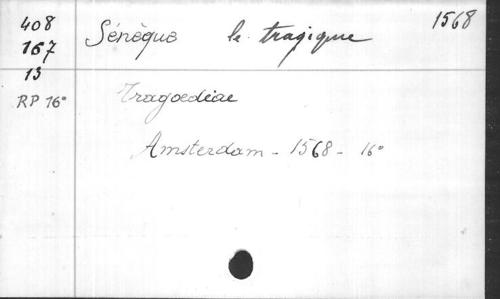 408 Sénèque le tragique 1568
167
13
RP 16° Tragoediae
Amsterdam - 1568 - 16°